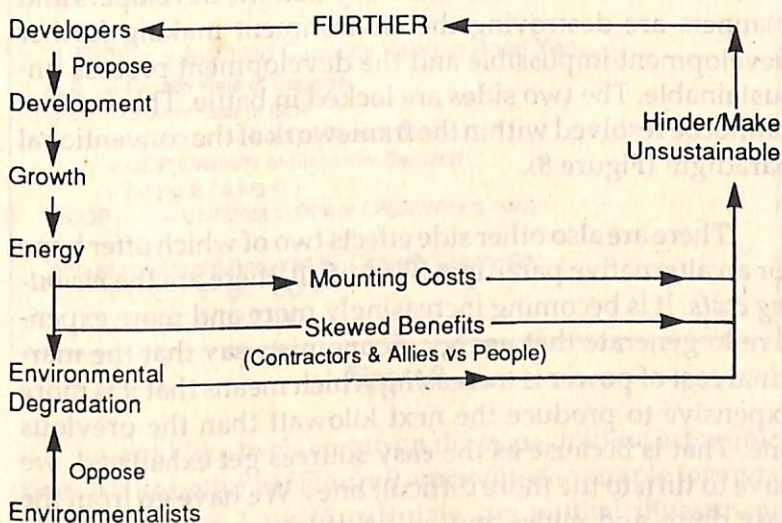 Developers
FURTHER
Propose
Development
Hinder/Make
Unsustainable
Growth
Energy
Mounting Costs
Skewed Benefits
(Contractors & Allies vs People)
Environmental
Degradation
Oppose
Environmentalists